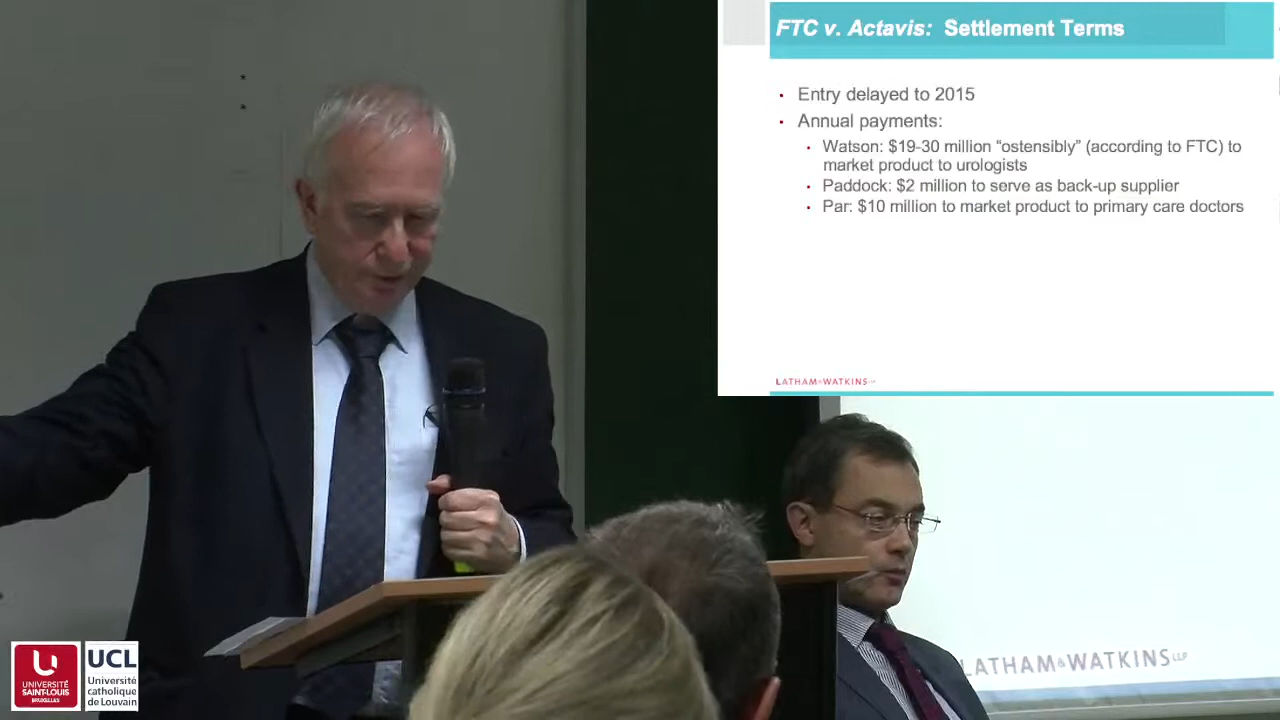 FTC v. Actavis: Settlement Terms
• Entry delayed to 2015
• Annual payments:
• Watson: $19-30 million “ostensibly” (according to FTC) to
market product to urologists
• Paddock: $2 million to serve as back-up supplier
• Par: $10 million to market product to primary care doctors
LATHAM&WATKINS LLP
LATHAM&WATKINS LLP
UNIVERSITÉ
SAINT-LOUIS
BRUXELLES
UCL
Université
catholique
de Louvain